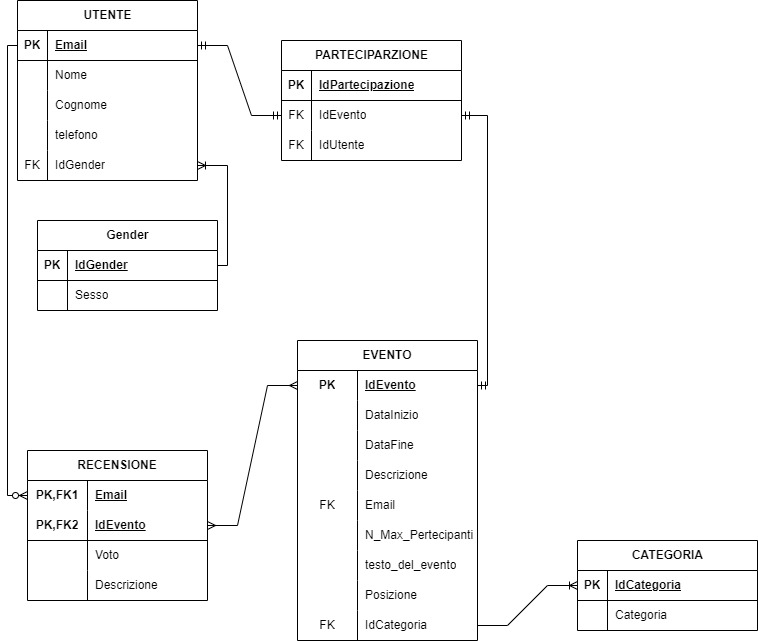 UTENTE
PK Email
Nome
Cognome
telefono
FK IdGender
PARTECIPARZIONE
PK IdPartecipazione
FK IdEvento
FK IdUtente
Gender
PK IdGender
Sesso
EVENTO
PK IdEvento
DataInizio
DataFine
Descrizione
FK Email
N_Max_Pertecipanti
testo_del_evento
Posizione
FK IdCategoria
RECENSIONE
PK,FK1 Email
PK,FK2 IdEvento
Voto
Descrizione
CATEGORIA
PK IdCategoria
Categoria